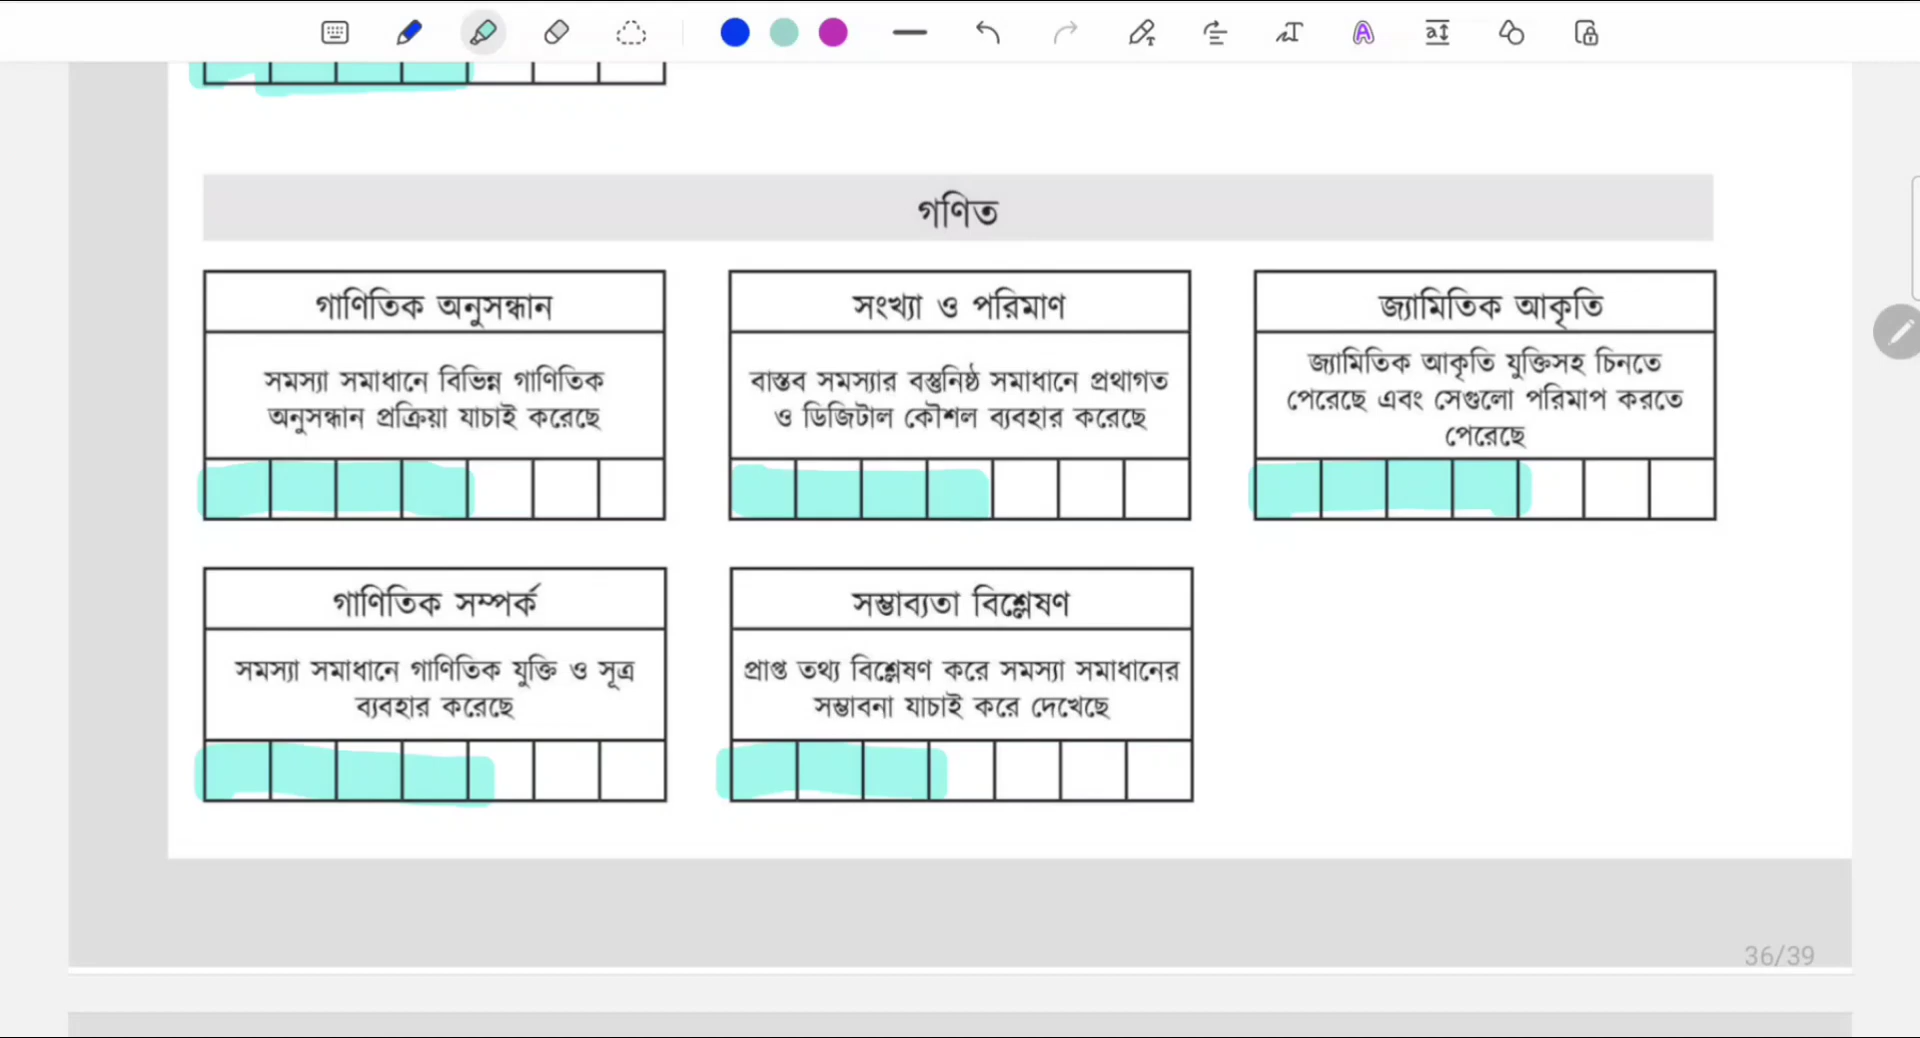 গণিত
গাণিতিক অনুসন্ধান
সমস্যা সমাধানে বিভিন্ন গাণিতিক
অনুসন্ধান প্রক্রিয়া যাচাই করেছে
সংখ্যা ও পরিমাণ
বাস্তব সমস্যার বস্তুনিষ্ঠ সমাধানে প্রথাগত
ও ডিজিটাল কৌশল ব্যবহার করেছে
জ্যামিতিক আকৃতি
জ্যামিতিক আকৃতি যুক্তিসহ চিনতে
পেরেছে এবং সেগুলো পরিমাপ করতে
পেরেছে
গাণিতিক সম্পর্ক
সমস্যা সমাধানে গাণিতিক যুক্তি ও সূত্র
ব্যবহার করেছে
সম্ভাব্যতা বিশ্লেষণ
প্রাপ্ত তথ্য বিশ্লেষণ করে সমস্যা সমাধানের
সম্ভাবনা যাচাই করে দেখেছে
36/39